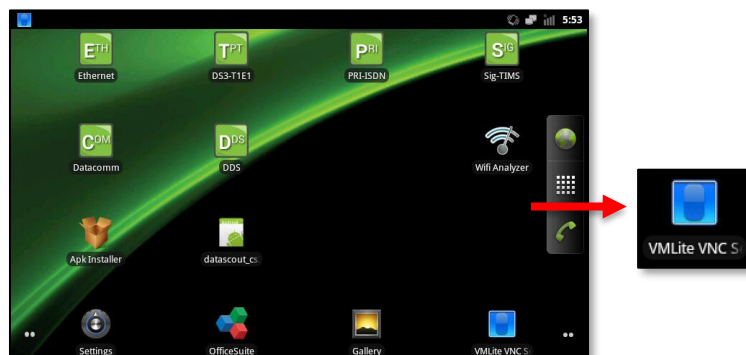 5:53
ETH TPT PRI SIG
Ethernet DS3-T1E1 PRI-ISDN Sig-TIMS
COM DDS
Datacomm DDS Wifi Analyzer
Apk Installer datascout_cs
Settings OfficeSuite Gallery VMLite VNC S
VMLite VNC Se